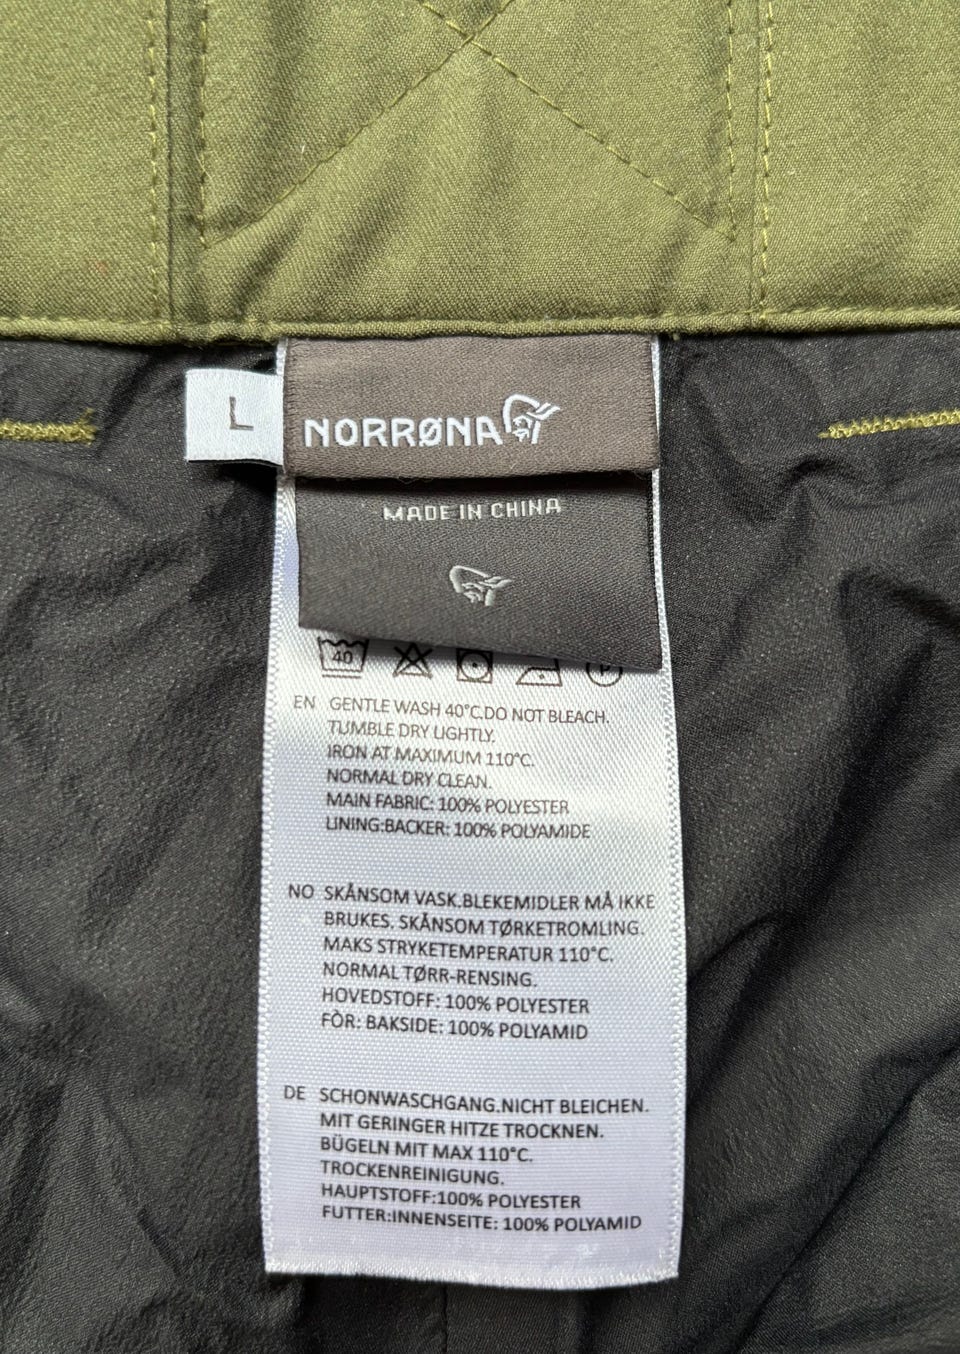 L
NORRØNA
MADE IN CHINA
40 P
EN GENTLE WASH 40°C.DO NOT BLEACH.
TUMBLE DRY LIGHTLY.
IRON AT MAXIMUM 110°C.
NORMAL DRY CLEAN.
MAIN FABRIC: 100% POLYESTER
LINING:BACKER: 100% POLYAMIDE
NO SKÅNSOM VASK.BLEKEMIDLER MÅ IKKE
BRUKES. SKÅNSOM TØRKETROMLING.
MAKS STRYKETEMPERATUR 110°C.
NORMAL TØRR-RENSING.
HOVEDSTOFF: 100% POLYESTER
FÒR: BAKSIDE: 100% POLYAMID
DE SCHONWASCHGANG.NICHT BLEICHEN.
MIT GERINGER HITZE TROCKNEN.
BÜGELN MIT MAX 110°C.
TROCKENREINIGUNG.
HAUPTSTOFF:100% POLYESTER
FUTTER:INNENSEITE: 100% POLYAMID